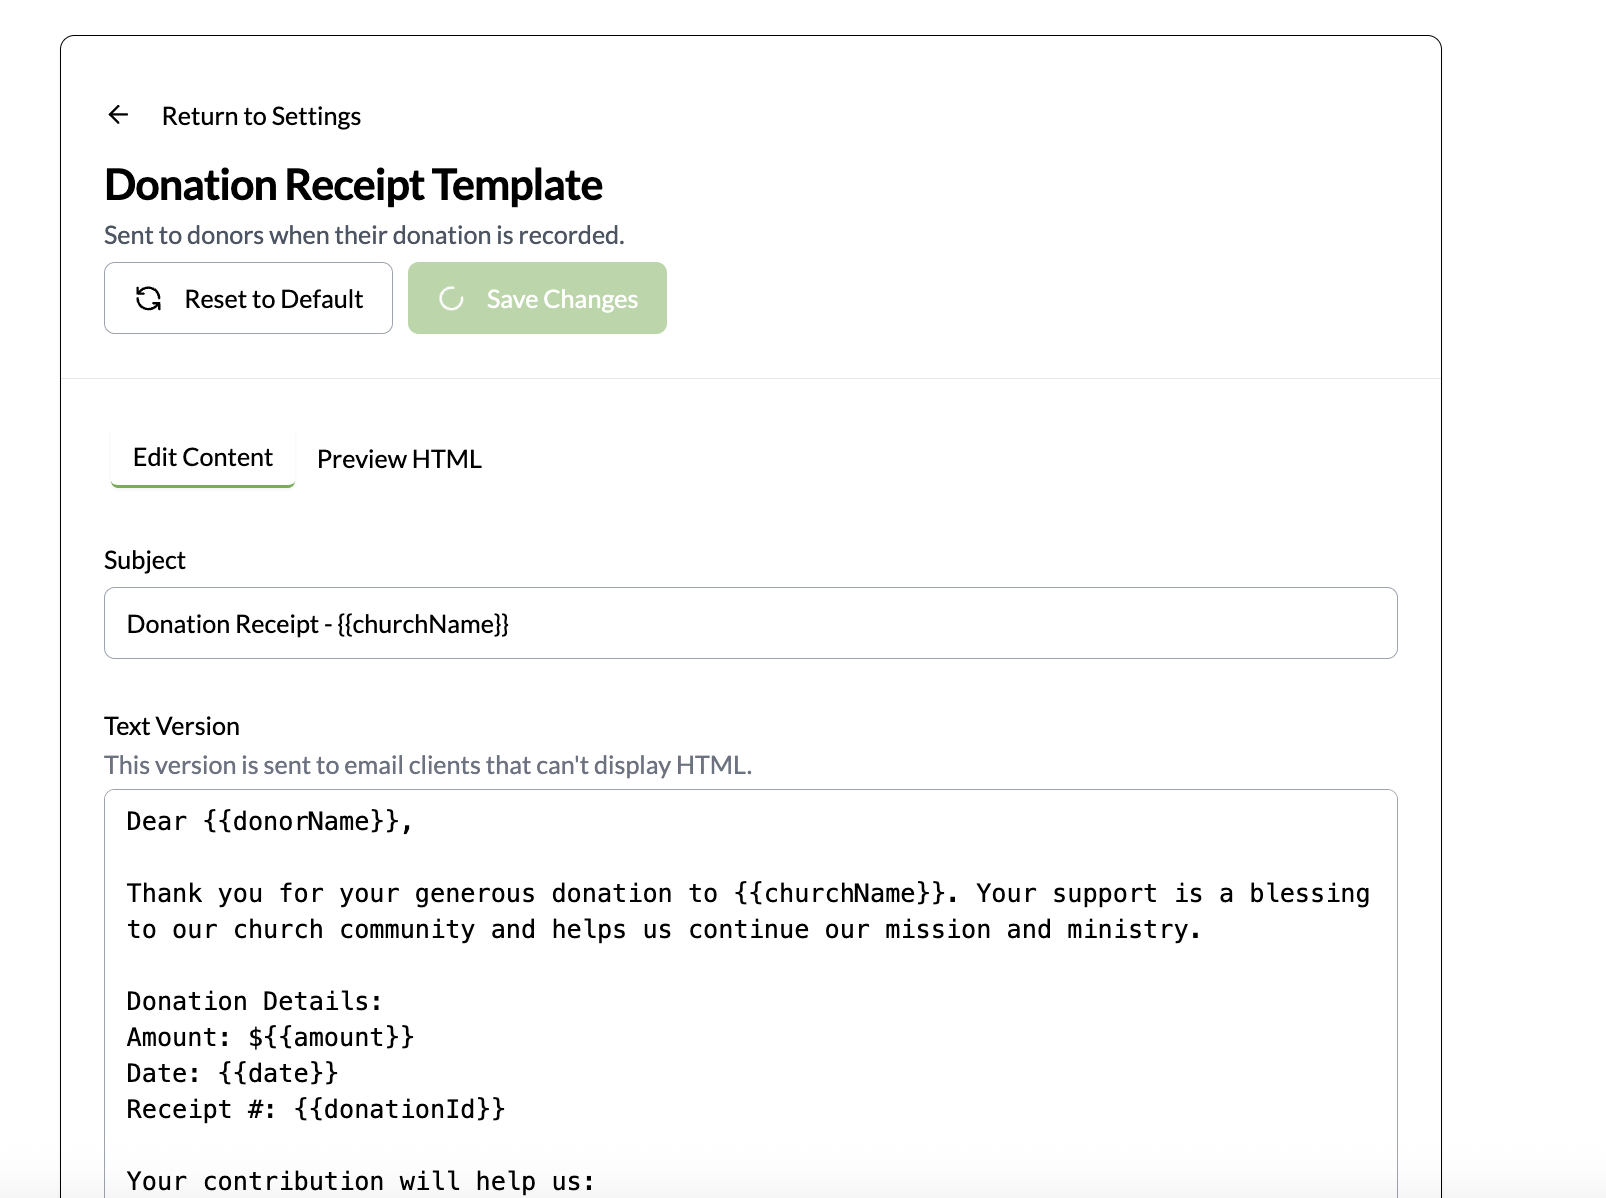 Return to Settings
Donation Receipt Template
Sent to donors when their donation is recorded.
Reset to Default
Save Changes
Edit Content
Preview HTML
Subject
Donation Receipt - {{churchName}}
Text Version
This version is sent to email clients that can't display HTML.
Dear {{donorName}},
Thank you for your generous donation to {{churchName}}. Your support is a blessing
to our church community and helps us continue our mission and ministry.
Donation Details:
Amount: ${{amount}}
Date: {{date}}
Receipt #: {{donationId}}
Your contribution will help us: